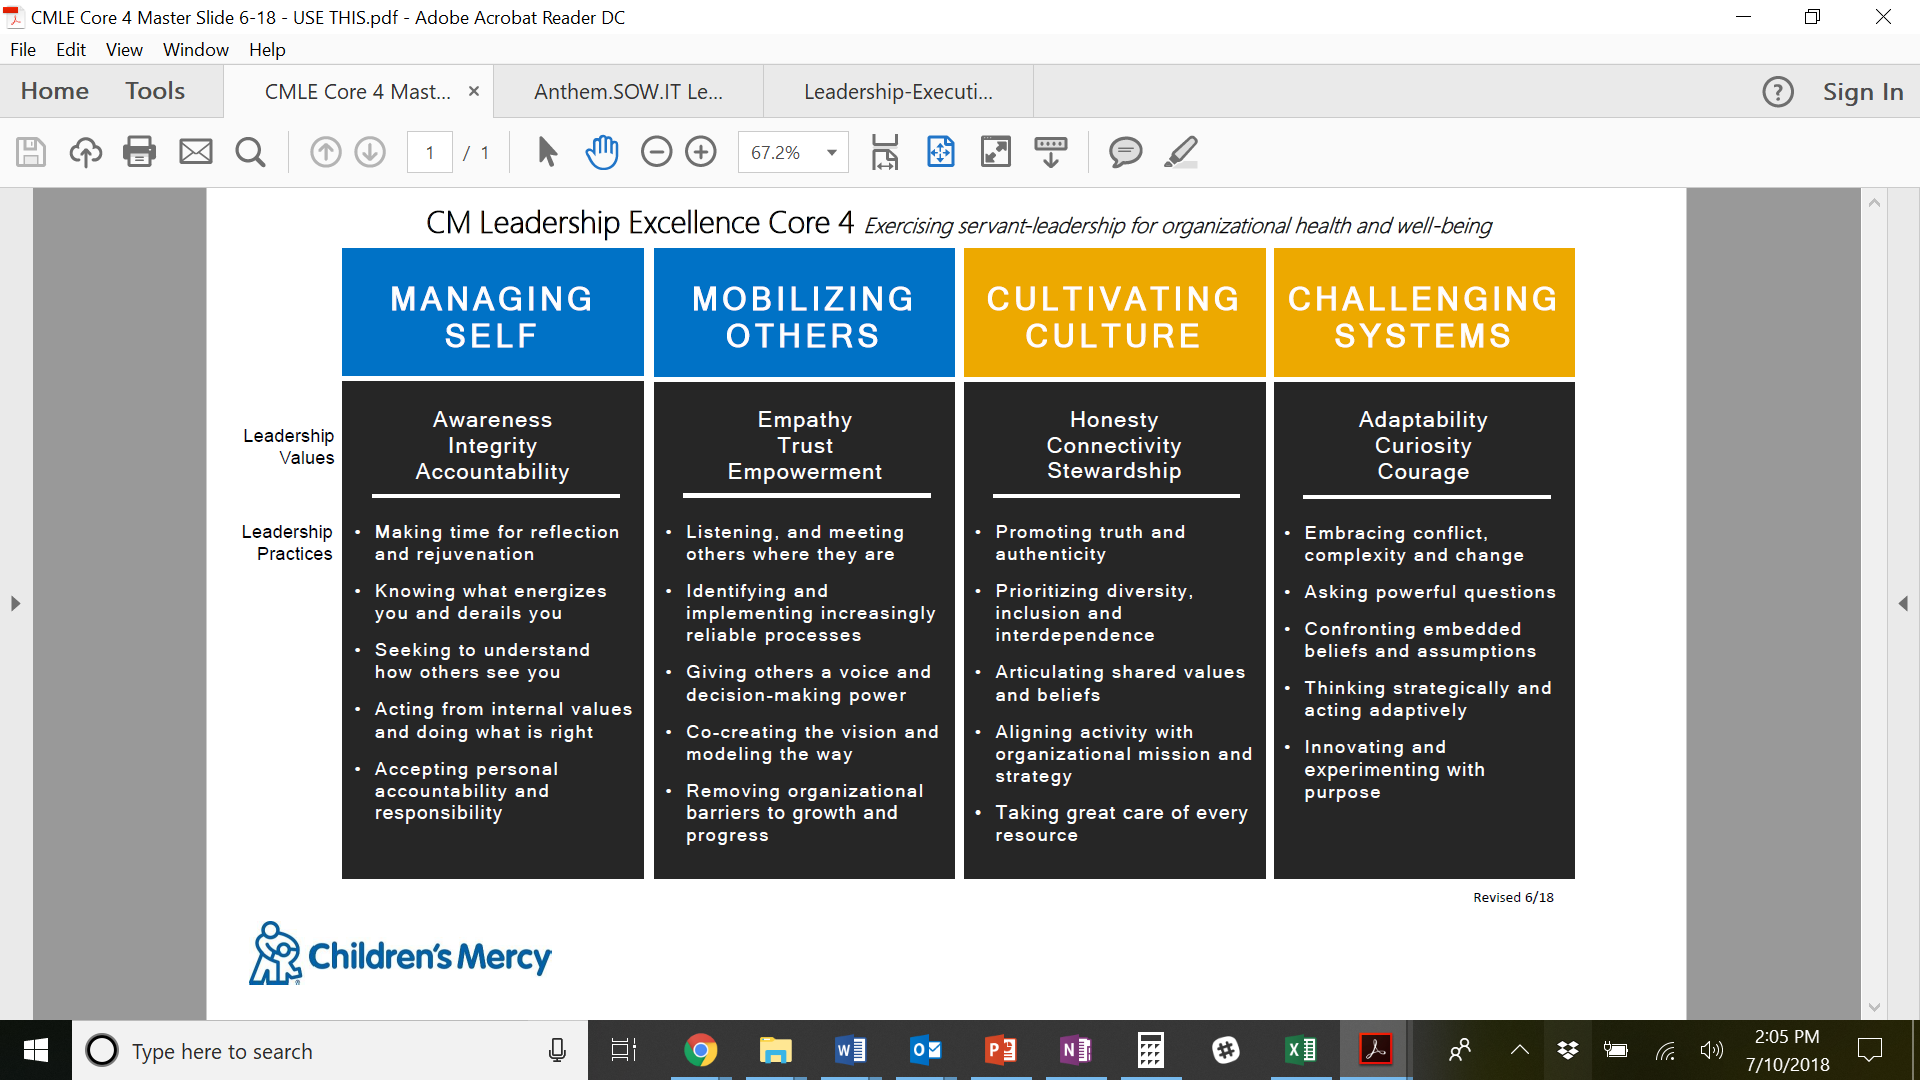 CMLE Core 4 Master Slide 6-18 - USE THIS.pdf - Adobe Acrobat Reader DC
File Edit View Window Help
Home Tools CMLE Core 4 Mast... × Anthem.SOW.IT Le... Leadership-Executi... ? Sign In
1 / 1 67.2%
CM Leadership Excellence Core 4 Exercising servant-leadership for organizational health and well-being
MANAGING
SELF
Leadership
Values
Awareness
Integrity
Accountability
Leadership
Practices
• Making time for reflection
and rejuvenation
• Knowing what energizes
you and derails you
• Seeking to understand
how others see you
• Acting from internal values
and doing what is right
• Accepting personal
accountability and
responsibility
MOBILIZING
OTHERS
Empathy
Trust
Empowerment
• Listening, and meeting
others where they are
• Identifying and
implementing increasingly
reliable processes
• Giving others a voice and
decision-making power
• Co-creating the vision and
modeling the way
• Removing organizational
barriers to growth and
progress
CULTIVATING
CULTURE
Honesty
Connectivity
Stewardship
• Promoting truth and
authenticity
• Prioritizing diversity,
inclusion and
interdependence
• Articulating shared values
and beliefs
• Aligning activity with
organizational mission and
strategy
• Taking great care of every
resource
CHALLENGING
SYSTEMS
Adaptability
Curiosity
Courage
• Embracing conflict,
complexity and change
• Asking powerful questions
• Confronting embedded
beliefs and assumptions
• Thinking strategically and
acting adaptively
• Innovating and
experimenting with
purpose
Revised 6/18
Children's Mercy
Type here to search
2:05 PM
7/10/2018